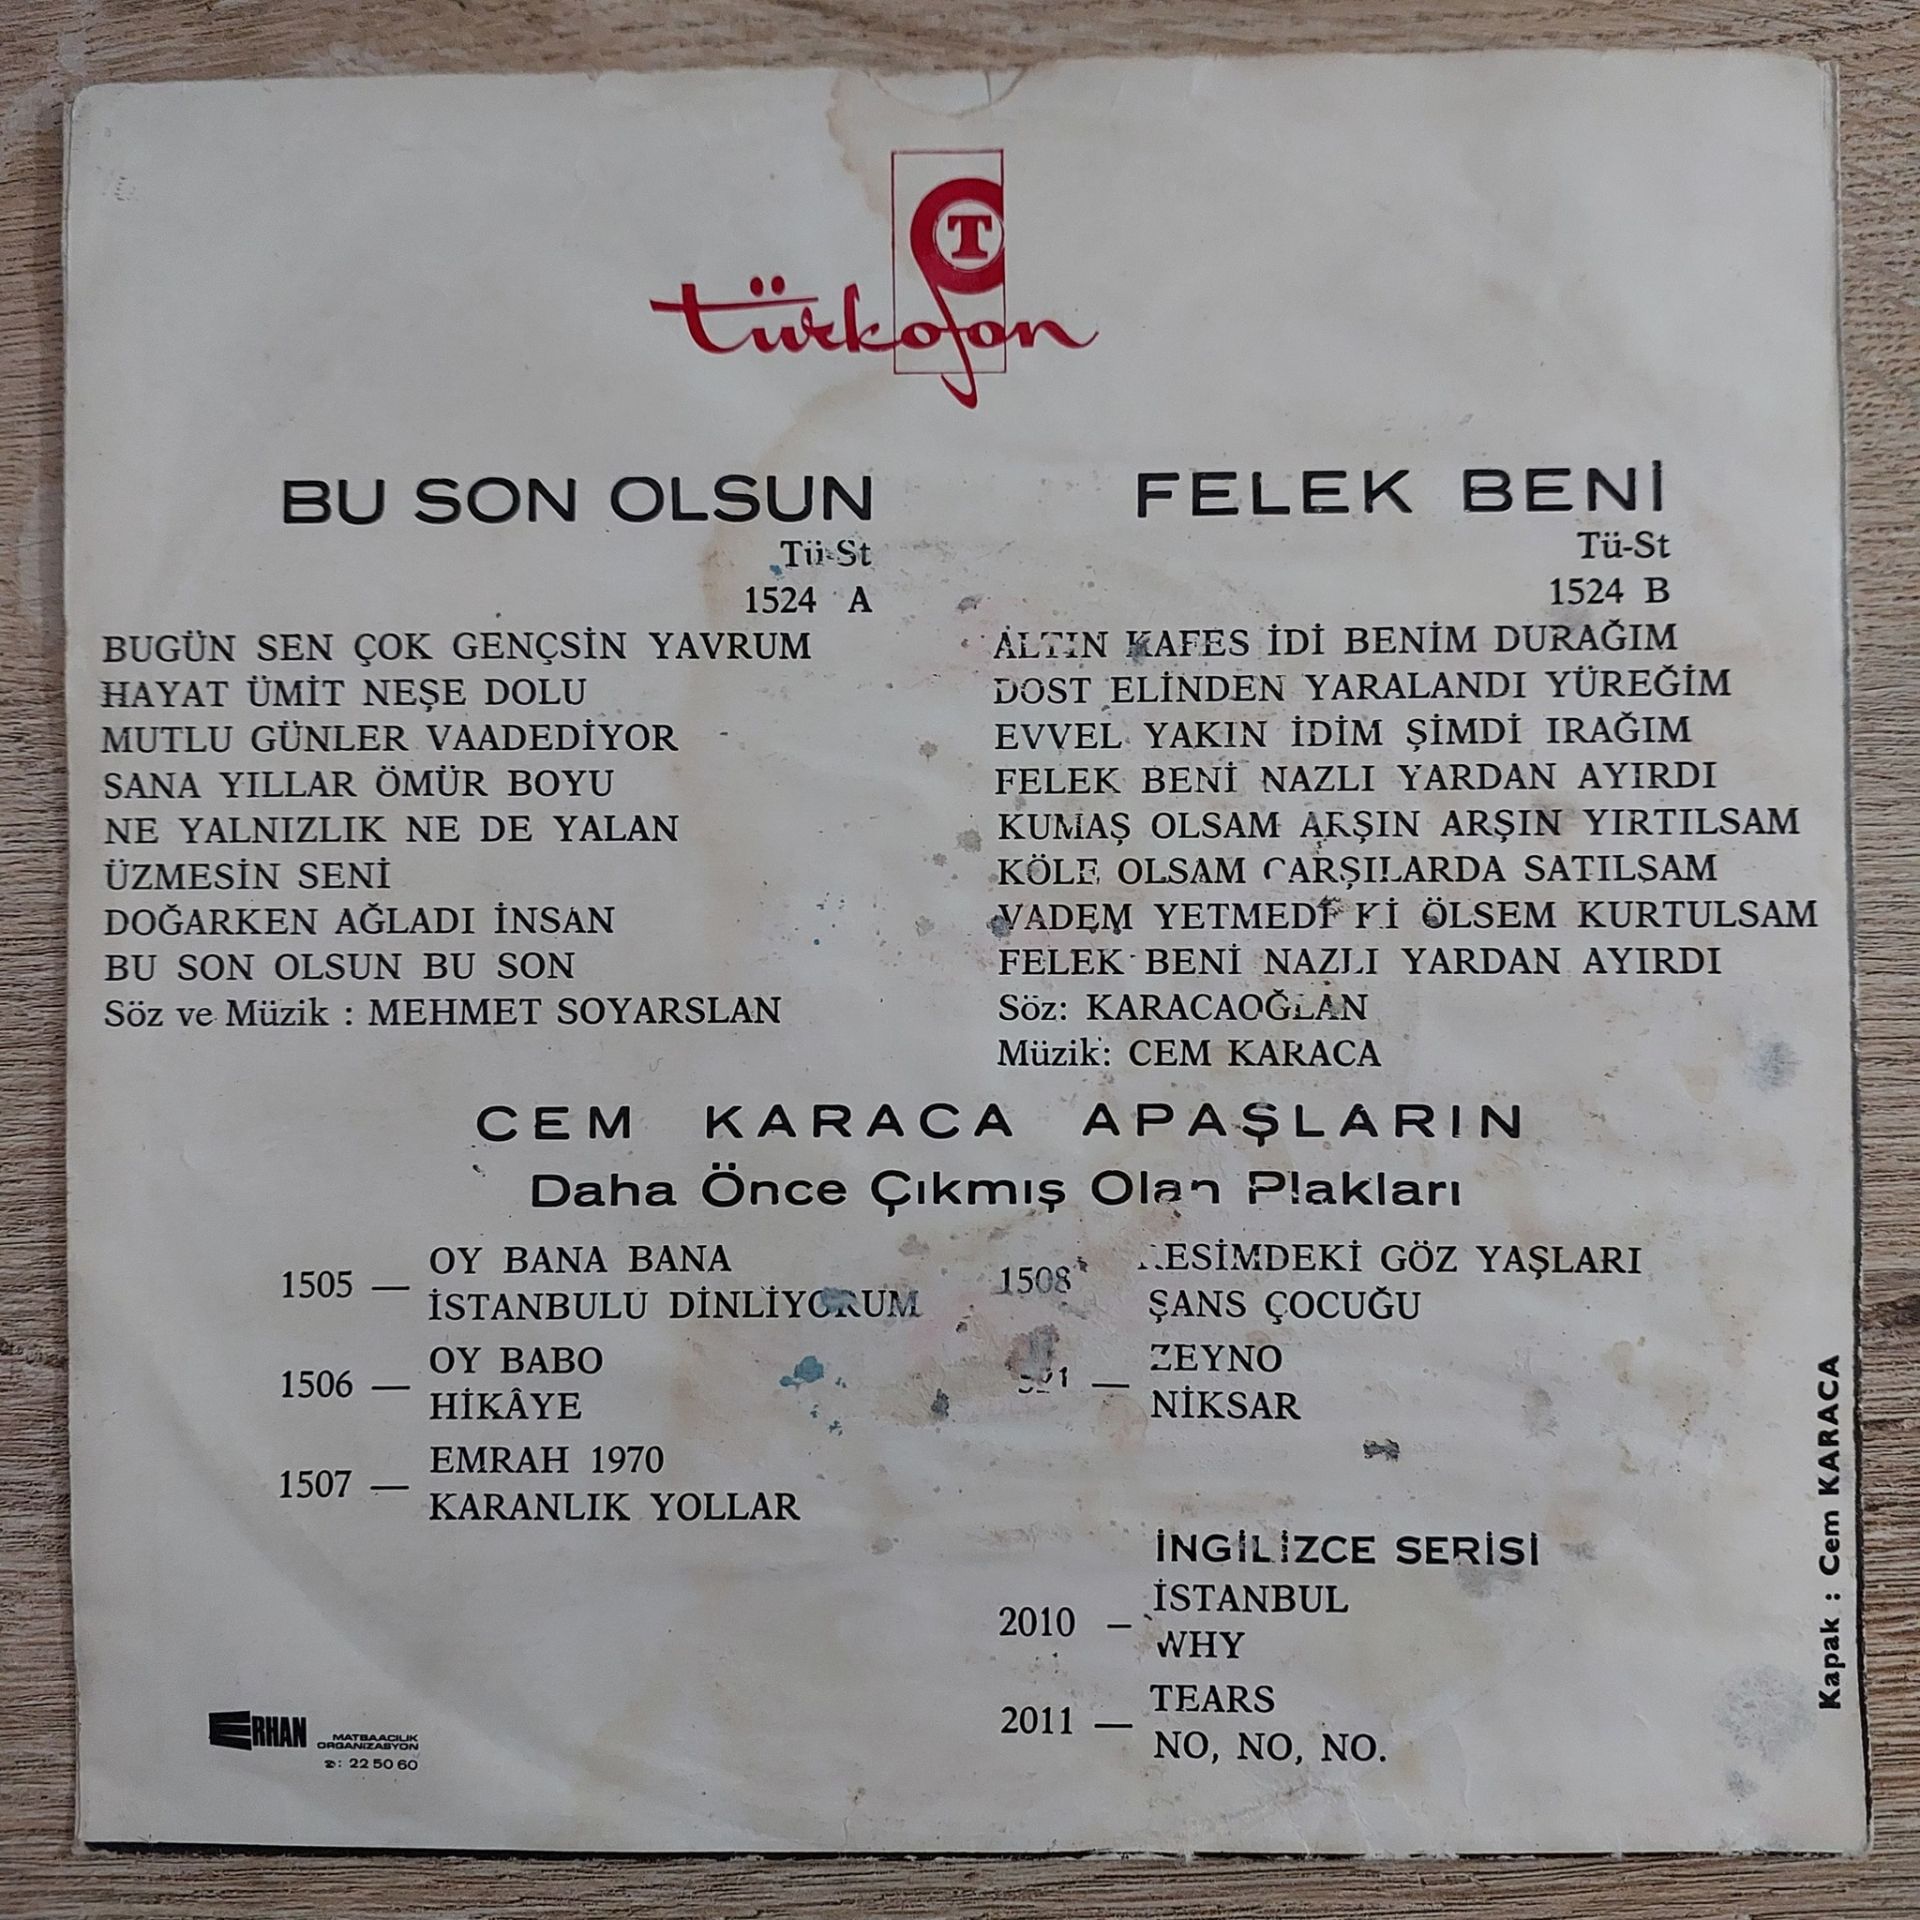 T
türkofon
BU SON OLSUN
Tü-St
1524 A
BUGÜN SEN ÇOK GENÇSİN YAVRUM
HAYAT ÜMİT NEŞE DOLU
MUTLU GÜNLER VAADEDİYOR
SANA YILLAR ÖMÜR BOYU
NE YALNIZLIK NE DE YALAN
ÜZMESİN SENİ
DOĞARKEN AĞLADI İNSAN
BU SON OLSUN BU SON
Söz ve Müzik : MEHMET SOYARSLAN
FELEK BENİ
Tü-St
1524 B
ALTIN KAFES İDİ BENİM DURAĞIM
DOST ELİNDEN YARALANDI YÜREĞİM
EVVEL YAKIN İDİM ŞİMDİ IRAĞIM
FELEK BENİ NAZLI YARDAN AYIRDI
KUMAŞ OLSAM ARŞIN ARŞIN YIRTILSAM
KÖLE OLSAM ÇARŞILARDA SATILSAM
VADEM YETMEDİ Kİ ÖLSEM KURTULSAM
FELEK BENİ NAZLI YARDAN AYIRDI
Söz: KARACAOĞLAN
Müzik: CEM KARACA
CEM KARACA APAŞLARIN
Daha Önce Çıkmış Olan Plakları
1505 — OY BANA BANA
İSTANBULU DİNLİYORUM
1506 — OY BABO
HİKÂYE
1507 — EMRAH 1970
KARANLIK YOLLAR
1508 RESİMDEKİ GÖZ YAŞLARI
ŞANS ÇOCUĞU
— ZEYNO
NİKSAR
İNGİLİZCE SERİSİ
2010 — İSTANBUL
WHY
2011 — TEARS
NO, NO, NO.
Kapak : Cem KARACA
ERHAN MATBAACILIK
ORGANİZASYON
☎: 22 50 60